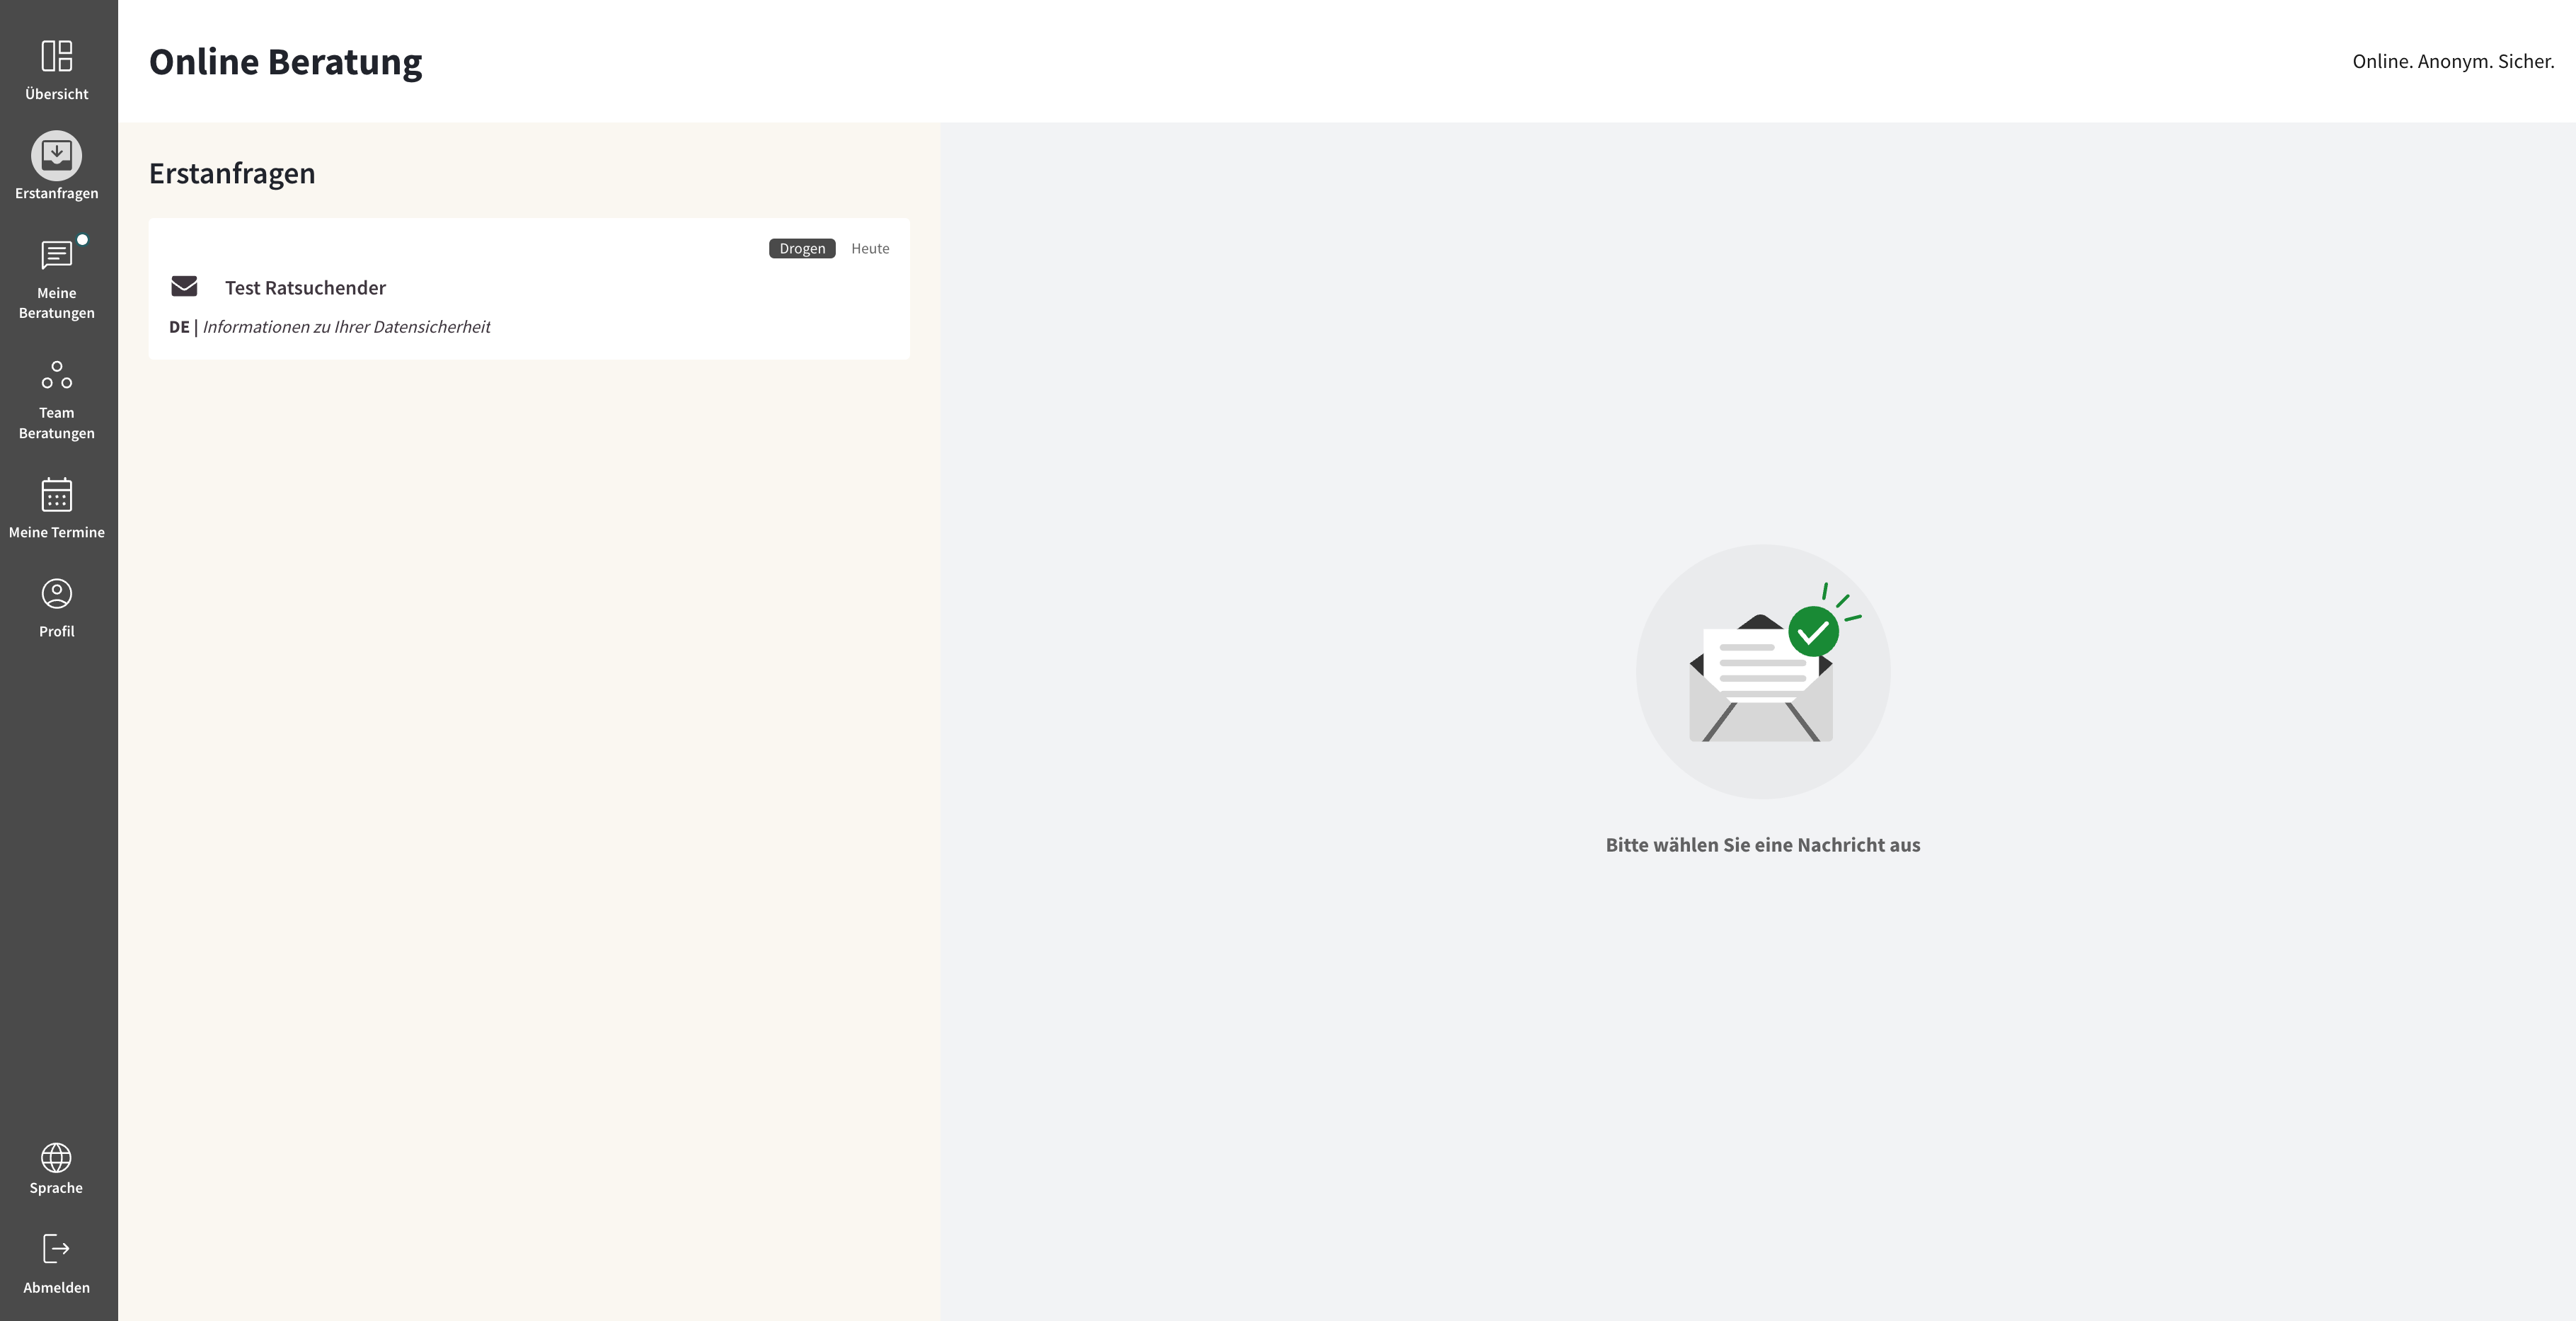 Übersicht
Erstanfragen
Meine
Beratungen
Team
Beratungen
Meine Termine
Profil
Sprache
Abmelden
Online Beratung
Online. Anonym. Sicher.
Erstanfragen
Drogen Heute
Test Ratsuchender
DE | Informationen zu Ihrer Datensicherheit
Bitte wählen Sie eine Nachricht aus